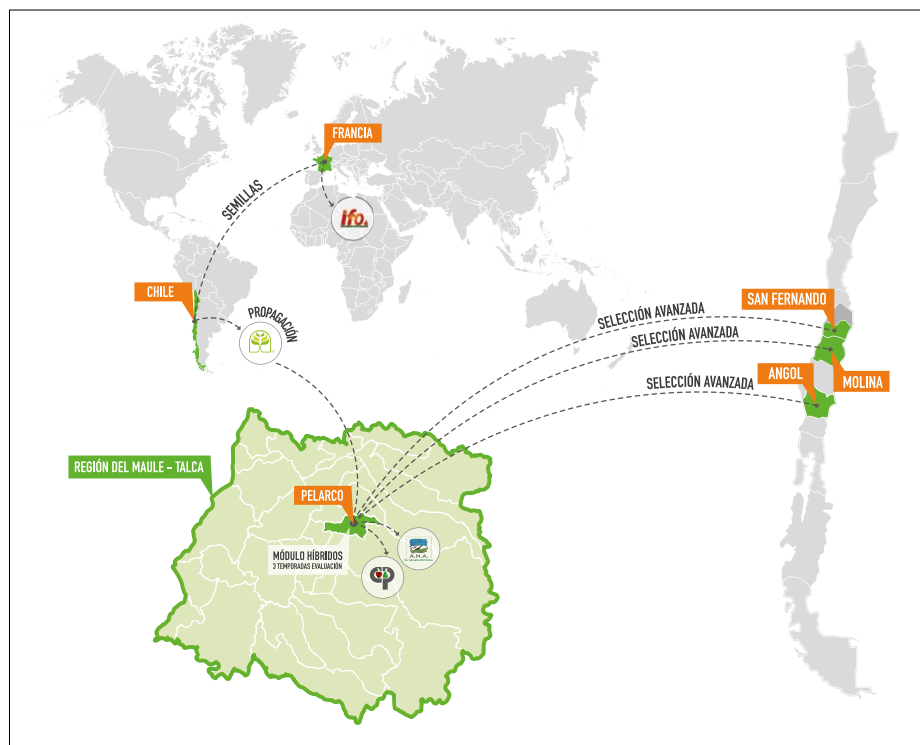 FRANCIA
SEMILLAS
ifo
CHILE
PROPAGACIÓN
SAN FERNANDO
SELECCIÓN AVANZADA
SELECCIÓN AVANZADA
ANGOL
MOLINA
SELECCIÓN AVANZADA
REGIÓN DEL MAULE - TALCA
PELARCO
MÓDULO HÍBRIDOS
3 TEMPORADAS EVALUACIÓN
A.N.A.